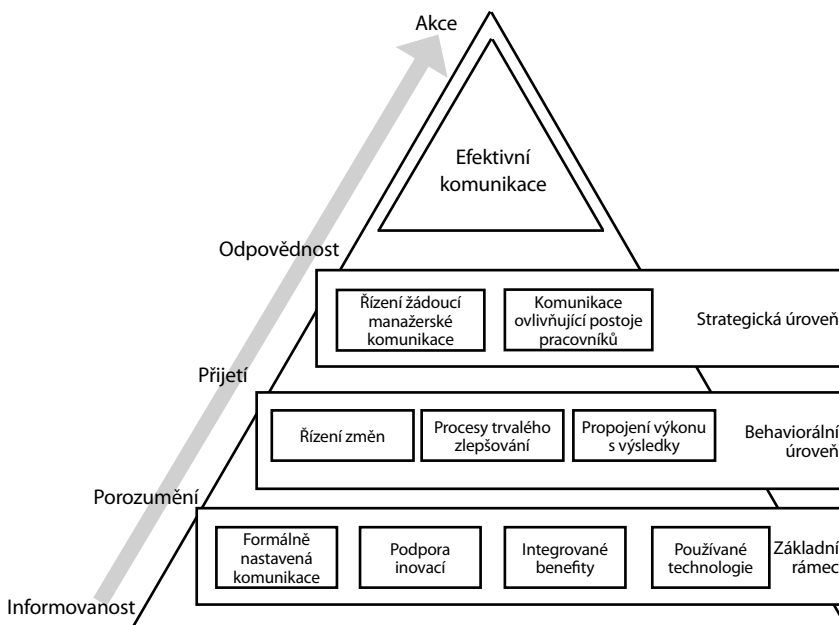 Akce
Efektivní
komunikace
Odpovědnost
Řízení žádoucí
manažerské
komunikace
Komunikace
ovlivňující postoje
pracovníků
Strategická úroveň
Přijetí
Řízení změn
Procesy trvalého
zlepšování
Propojení výkonu
s výsledky
Behaviorální
úroveň
Porozumění
Formálně
nastavená
komunikace
Podpora
inovací
Integrované
benefity
Používané
technologie
Základní
rámec
Informovanost